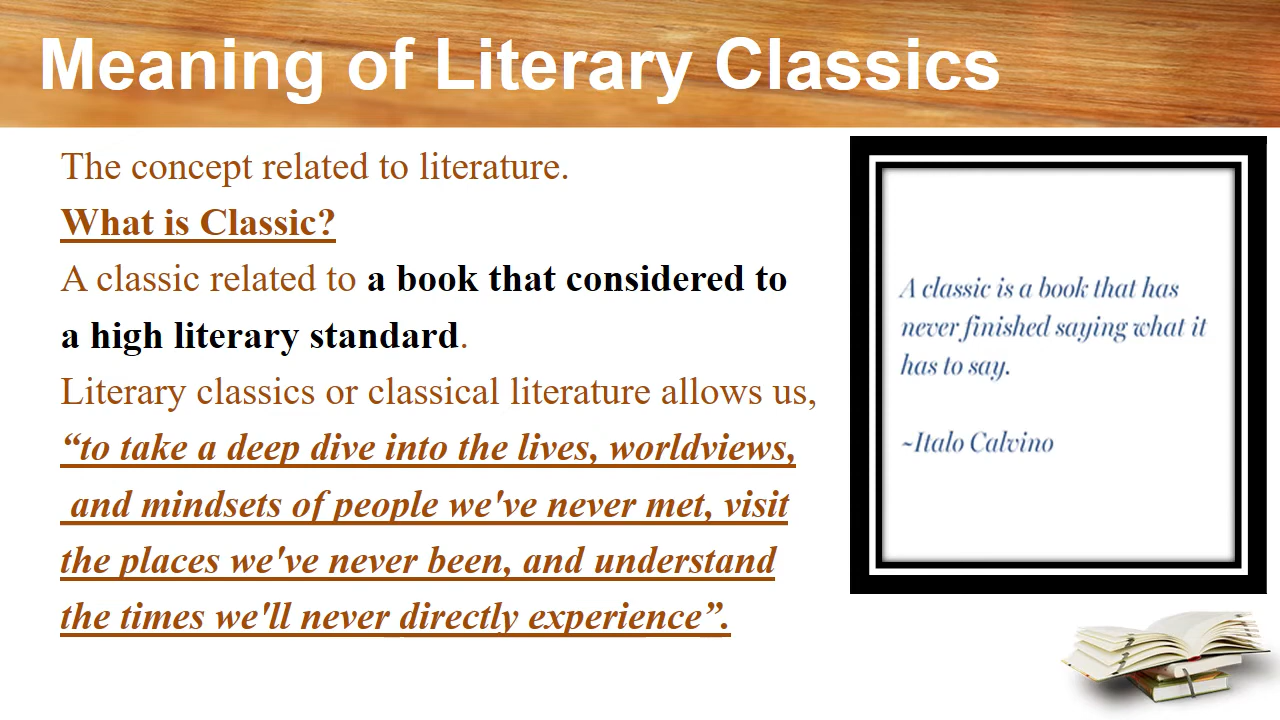 Meaning of Literary Classics
The concept related to literature.
What is Classic?
A classic related to a book that considered to
a high literary standard.
Literary classics or classical literature allows us,
“to take a deep dive into the lives, worldviews,
and mindsets of people we've never met, visit
the places we've never been, and understand
the times we'll never directly experience”.
A classic is a book that has
never finished saying what it
has to say.
~Italo Calvino